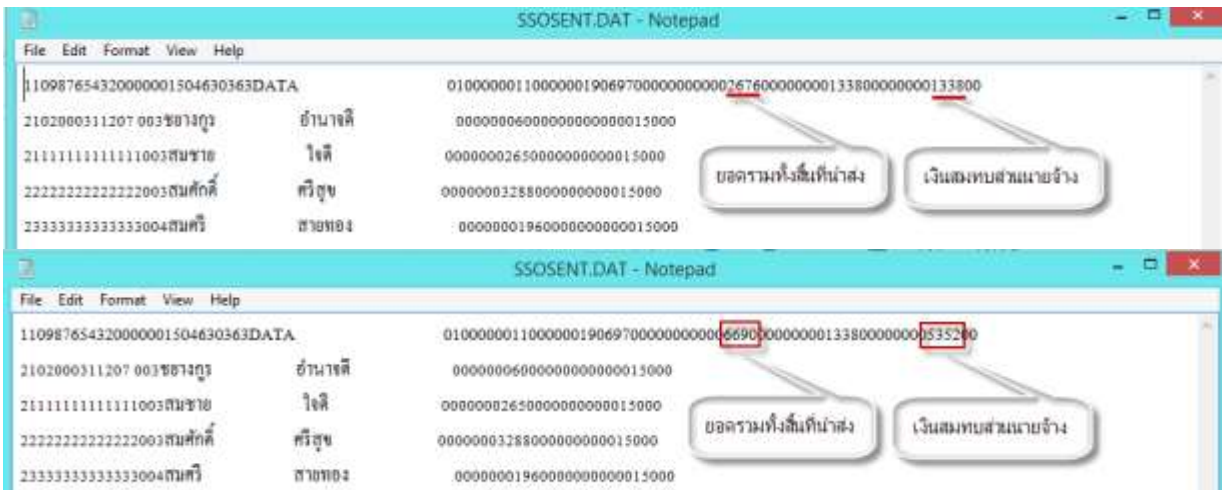 SSOSENT.DAT - Notepad
File Edit Format View Help
1109876543200000001504630363DATA 010000001100000019069700000000000267600000000013380000000000133800
2102000311207 003ชยางกูร อำนาจดี 00000006000000000000015000
2111111111111003สมชาย ใจดี 00000002650000000000015000
2222222222222003สมศักดิ์ ศรีสุข 00000003288000000000015000
2333333333333004สมศรี สายทอง 00000001960000000000015000
ยอดรวมทั้งสิ้นที่นำส่ง
เงินสมทบส่วนนายจ้าง
SSOSENT.DAT - Notepad
File Edit Format View Help
1109876543200000001504630363DATA 010000001100000019069700000000000669000000000013380000000000535200
2102000311207 003ชยางกูร อำนาจดี 00000006000000000000015000
2111111111111003สมชาย ใจดี 00000002650000000000015000
2222222222222003สมศักดิ์ ศรีสุข 00000003288000000000015000
2333333333333004สมศรี สายทอง 00000001960000000000015000
ยอดรวมทั้งสิ้นที่นำส่ง
เงินสมทบส่วนนายจ้าง